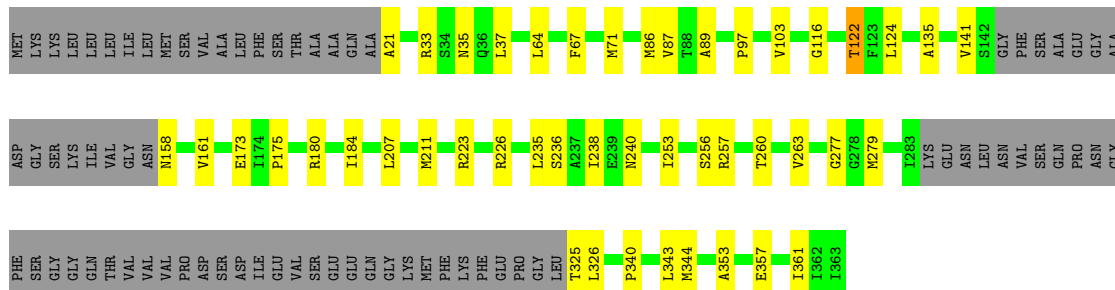 MET LYS LYS LEU LEU LEU ILE LEU MET SER VAL ALA LEU PHE SER THR ALA ALA GLN ALA A21 R33 S34 N35 Q36 L37 L64 F67 M71 M86 V87 T88 A89 P97 V103 G116 T122 F123 L124 A135 V141 S142 GLY PHE SER ALA GLU GLY ALA
ASP GLY SER LYS ILE VAL GLY ASN N158 V161 E173 I174 P175 R180 I184 L207 M211 R223 R226 L235 S236 A237 I238 E239 N240 I253 S256 R257 T260 V263 G277 G278 M279 I283 LYS GLU ASN LEU ASN VAL SER GLN PRO ASN GLY
PHE SER GLY GLY GLN THR VAL VAL VAL PRO ASP SER ASP ILE GLU VAL SER GLU GLU GLN GLY LYS MET PHE LYS PHE GLU PRO GLY LEU T325 L326 P340 L343 M344 A353 E357 I361 I362 I363